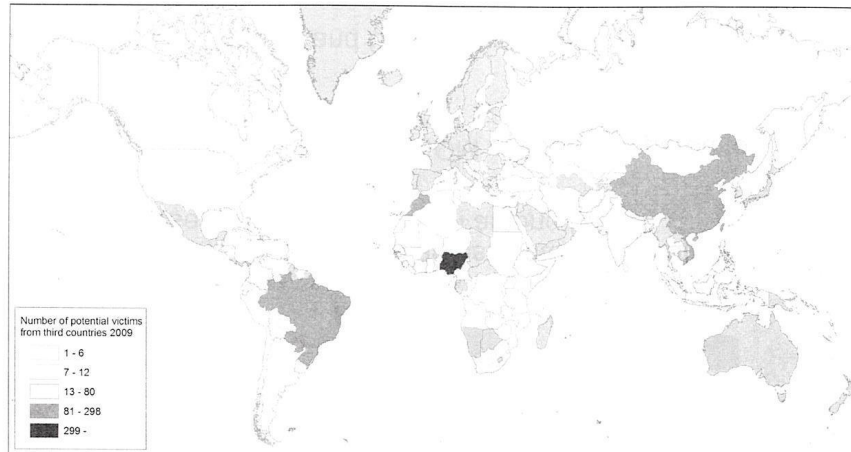 Number of potential victims
from third countries 2009
1 - 6
7 - 12
13 - 80
81 - 298
299 -